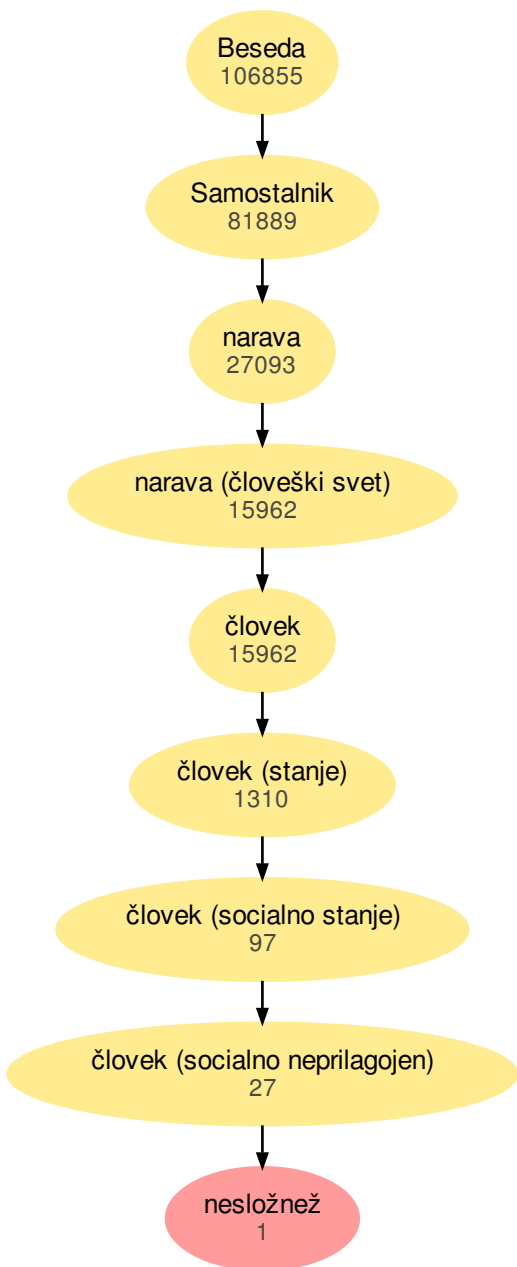 Beseda
106855
Samostalnik
81889
narava
27093
narava (človeški svet)
15962
človek
15962
človek (stanje)
1310
človek (socialno stanje)
97
človek (socialno neprilagojen)
27
nesložnež
1